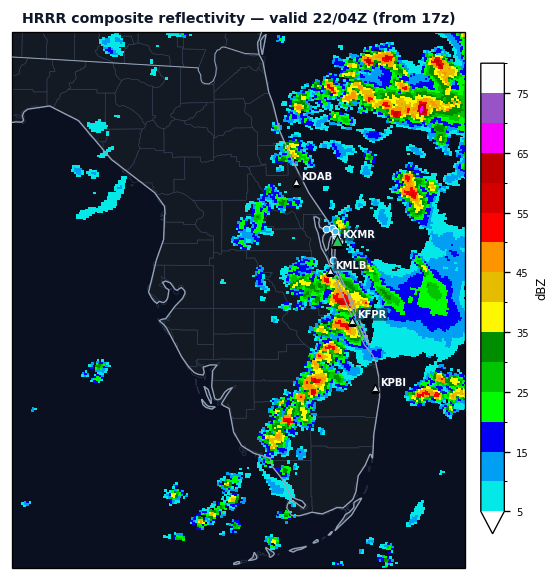 HRRR composite reflectivity — valid 22/04Z (from 17z)
KDAB
KXMR
KMLB
KFPR
KPBI
75
65
55
45
35
25
15
5
dBZ